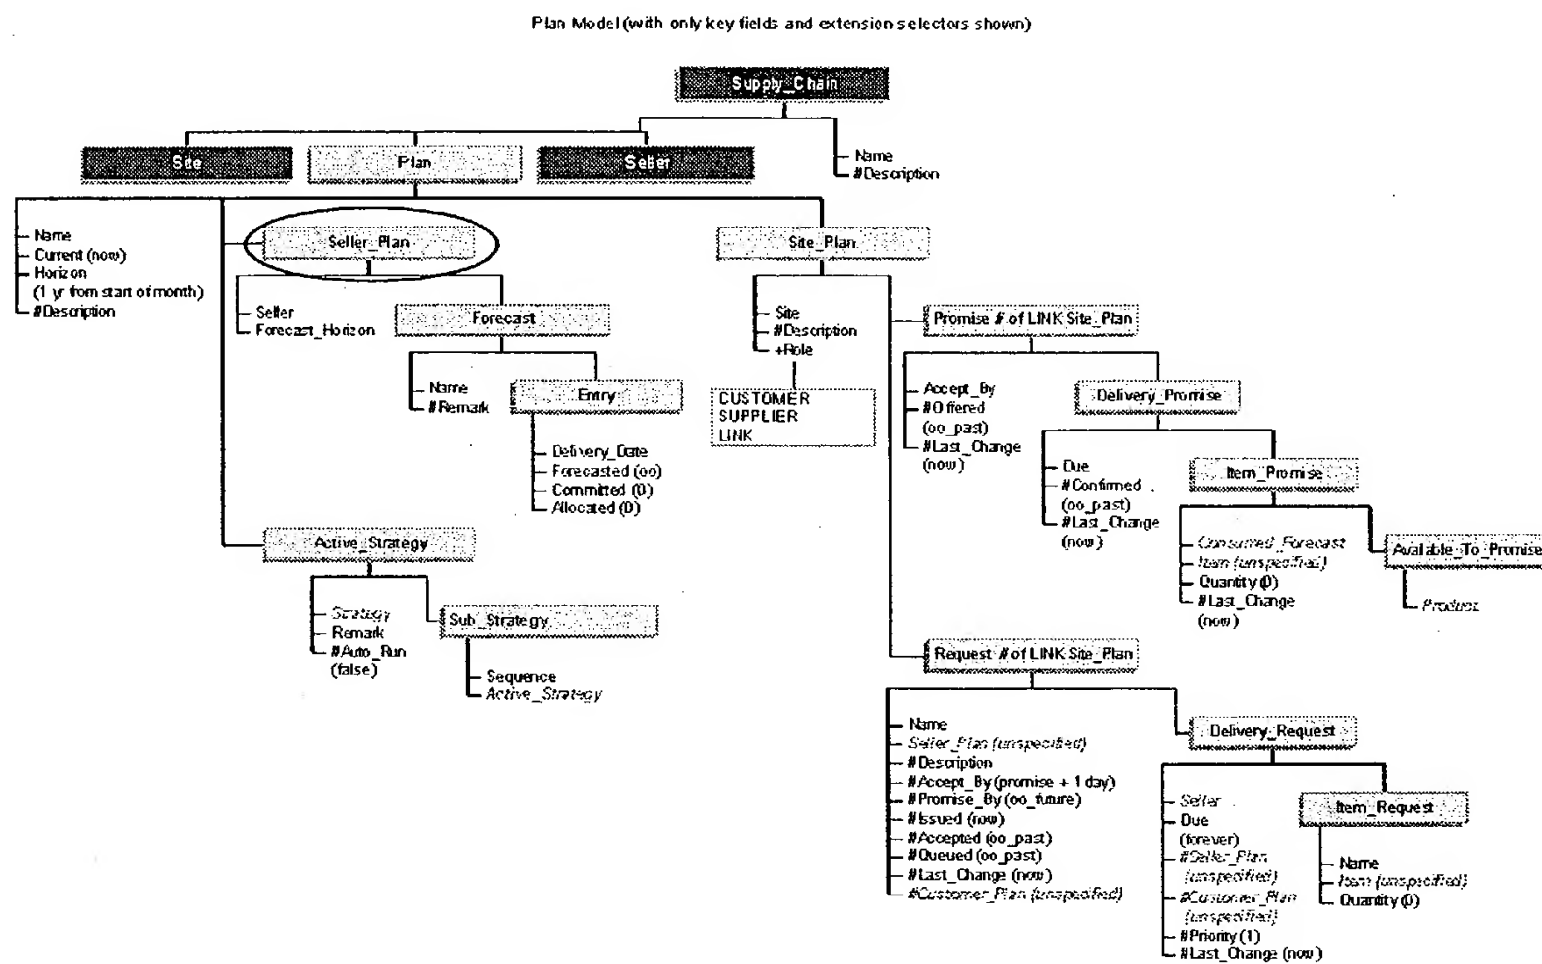 Plan Model (with only key fields and extension selectors shown)
Supply_Chain
Name
#Description
Site
Plan
Seller
Name
Current (now)
Horizon
(1 yr from start of month)
#Description
Seller_Plan
Seller
Forecast_Horizon
Forecast
Name
#Remark
Entry
Delivery_Date
Forecasted (oo)
Committed (0)
Allocated (0)
Active_Strategy
Strategy
Remark
#Auto_Run
(false)
Sub_Strategy
Sequence
Active_Strategy
Site_Plan
Site
#Description
+Role
CUSTOMER
SUPPLIER
LINK
Promise # of LINK Site_Plan
Accept_By
#Offered
(oo_past)
#Last_Change
(now)
Delivery_Promise
Due
#Confirmed
(oo_past)
#Last_Change
(now)
Item_Promise
Consumed_Forecast
Item (unspecified)
Quantity (0)
#Last_Change
(now)
Available_To_Promise
Product
Request # of LINK Site_Plan
Name
Seller_Plan (unspecified)
#Description
#Accept_By (promise + 1 day)
#Promise_By (oo_future)
#Issued (now)
#Accepted (oo_past)
#Queued (oo_past)
#Last_Change (now)
#Customer_Plan (unspecified)
Delivery_Request
Seller
Due
(forever)
#Seller_Plan
(unspecified)
#Customer_Plan
(unspecified)
#Priority (1)
#Last_Change (now)
Item_Request
Name
Item (unspecified)
Quantity (0)